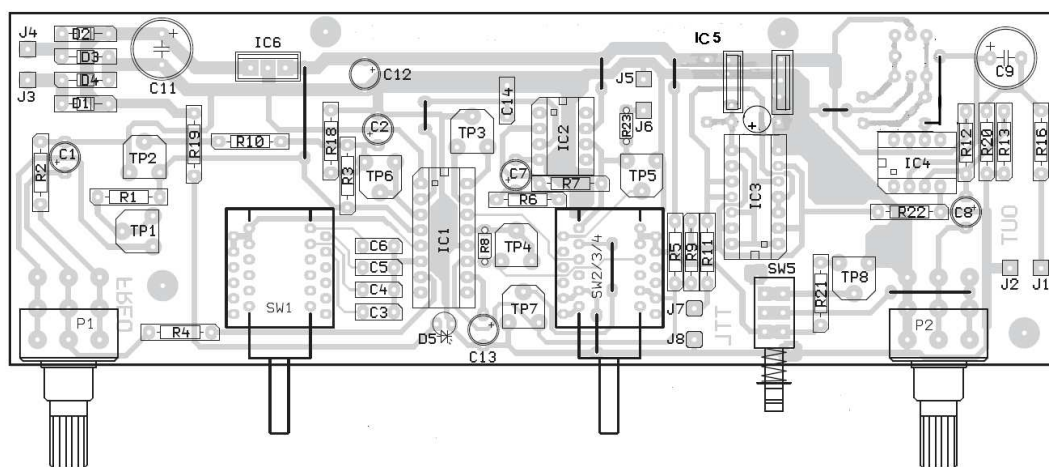 J4
D2
D3
D4
D1
J3
C11
IC6
C12
C14
J5
J6
IC5
C9
R2
C1
TP2
R19
R10
R18
C2
R3
TP6
TP3
IC2
R23
C7
R7
R6
TP5
IC3
IC4
R12
R20
R13
R16
R1
TP1
C6
C5
C4
C3
IC1
R8
TP4
SW2/3/4
R5
R9
R11
R22
C8
OUT
FREQ
SW1
TP7
SW5
R21
TP8
J2
J1
P1
R4
D5
C13
J7
J8
TTL
P2